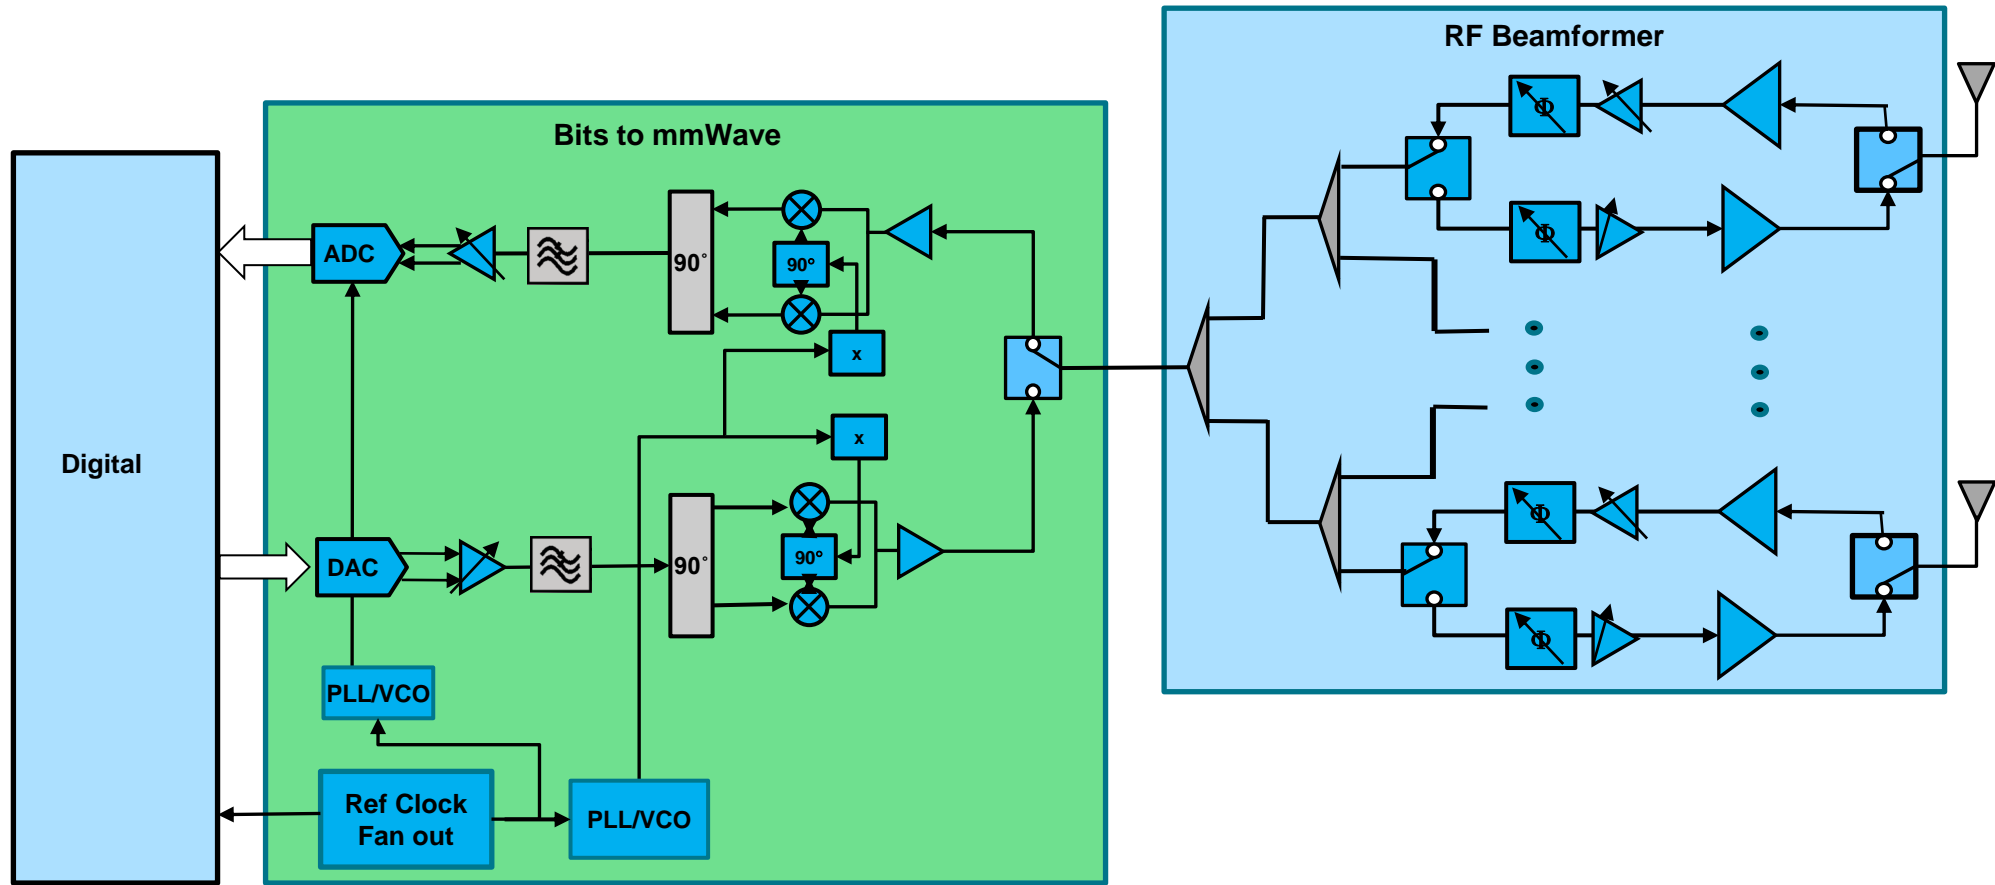 RF Beamformer
Bits to mmWave
Φ
Φ
ADC
90°
90°
x
Digital
x
Φ
DAC
90°
90°
Φ
PLL/VCO
Ref Clock
Fan out
PLL/VCO